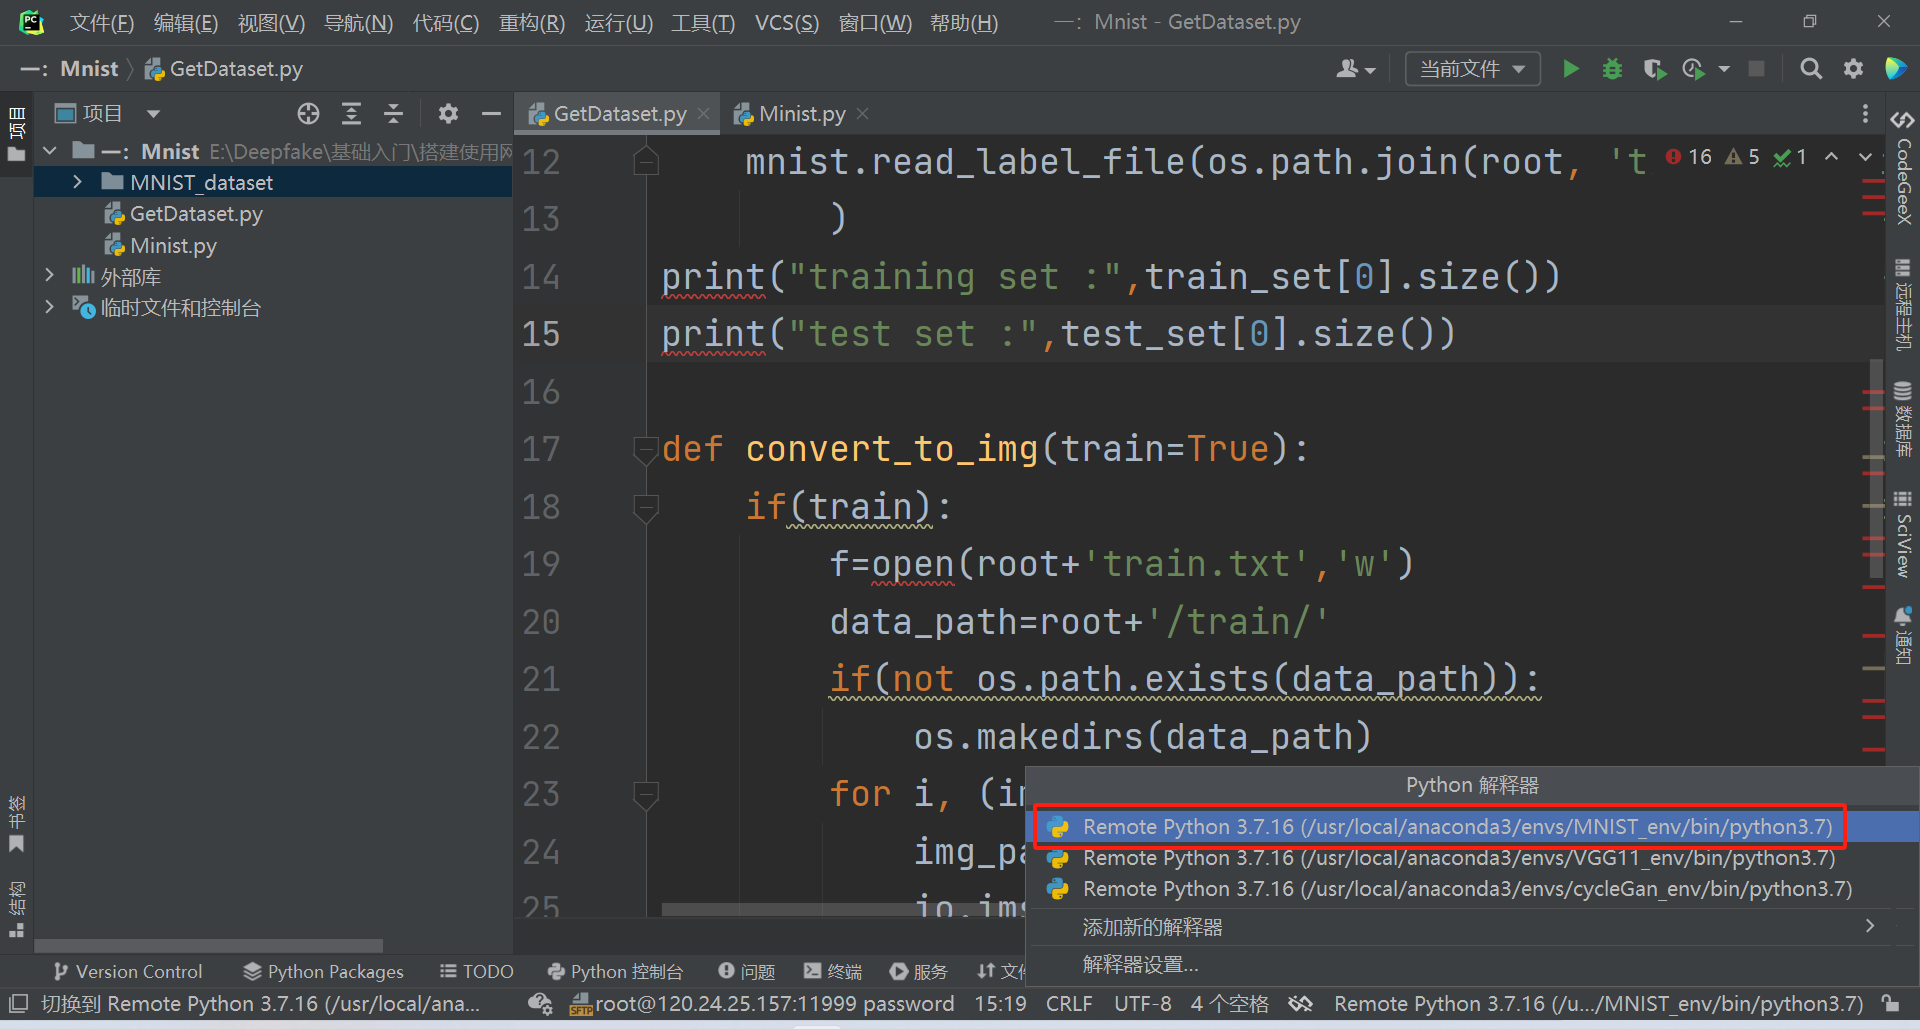 文件(F) 编辑(E) 视图(V) 导航(N) 代码(C) 重构(R) 运行(U) 工具(T) VCS(S) 窗口(W) 帮助(H) 一: Mnist - GetDataset.py
一: Mnist GetDataset.py 当前文件
项目 GetDataset.py Minist.py
一: Mnist E:\Deepfake\基础入门\搭建使用网
MNIST_dataset
GetDataset.py
Minist.py
外部库
临时文件和控制台
12 mnist.read_label_file(os.path.join(root, 't 16 5 1
13 )
14 print("training set :",train_set[0].size())
15 print("test set :",test_set[0].size())
16
17 def convert_to_img(train=True):
18 if(train):
19 f=open(root+'train.txt','w')
20 data_path=root+'/train/'
21 if(not os.path.exists(data_path)):
22 os.makedirs(data_path)
23 for i, (i
24 img_p
25 io.ims
Python 解释器
Remote Python 3.7.16 (/usr/local/anaconda3/envs/MNIST_env/bin/python3.7)
Remote Python 3.7.16 (/usr/local/anaconda3/envs/VGG11_env/bin/python3.7)
Remote Python 3.7.16 (/usr/local/anaconda3/envs/cycleGan_env/bin/python3.7)
添加新的解释器
解释器设置...
项目
书签
结构
CodeGeeX
远程主机
数据库
SciView
通知
Version Control Python Packages TODO Python 控制台 问题 终端 服务 文件
切换到 Remote Python 3.7.16 (/usr/local/ana... SFTP root@120.24.25.157:11999 password 15:19 CRLF UTF-8 4 个空格 Remote Python 3.7.16 (/u.../MNIST_env/bin/python3.7)